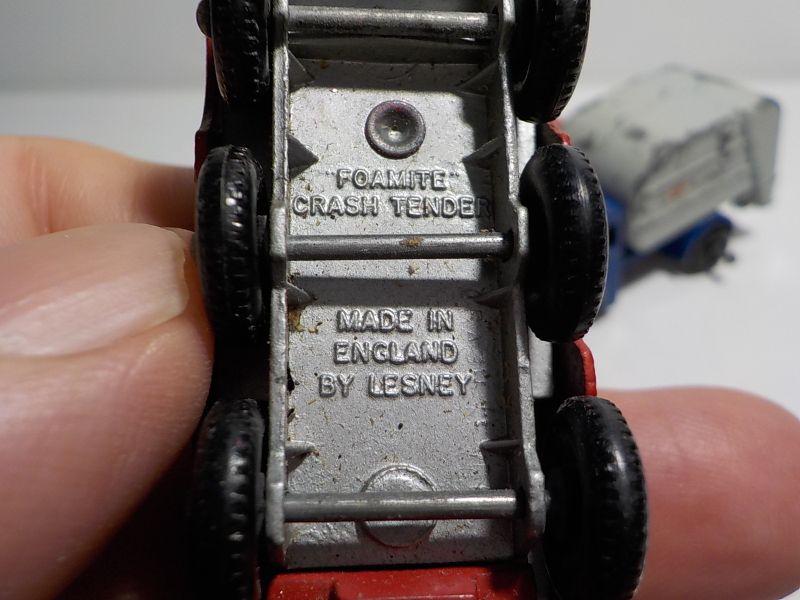 "FOAMITE"
CRASH TENDER
MADE IN
ENGLAND
BY LESNEY